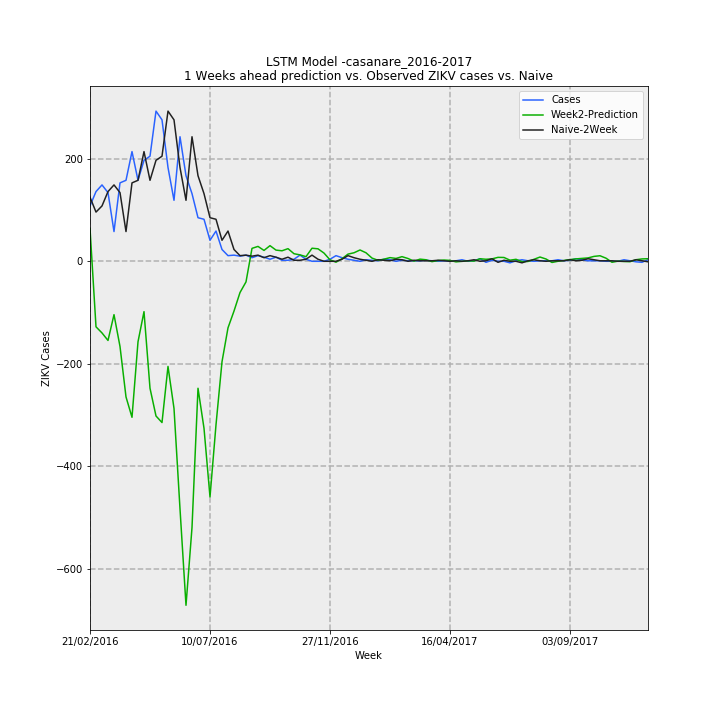 LSTM Model -casanare_2016-2017
1 Weeks ahead prediction vs. Observed ZIKV cases vs. Naive
Cases
Week2-Prediction
Naive-2Week
200
0
−200
−400
−600
ZIKV Cases
21/02/2016
10/07/2016
27/11/2016
16/04/2017
03/09/2017
Week